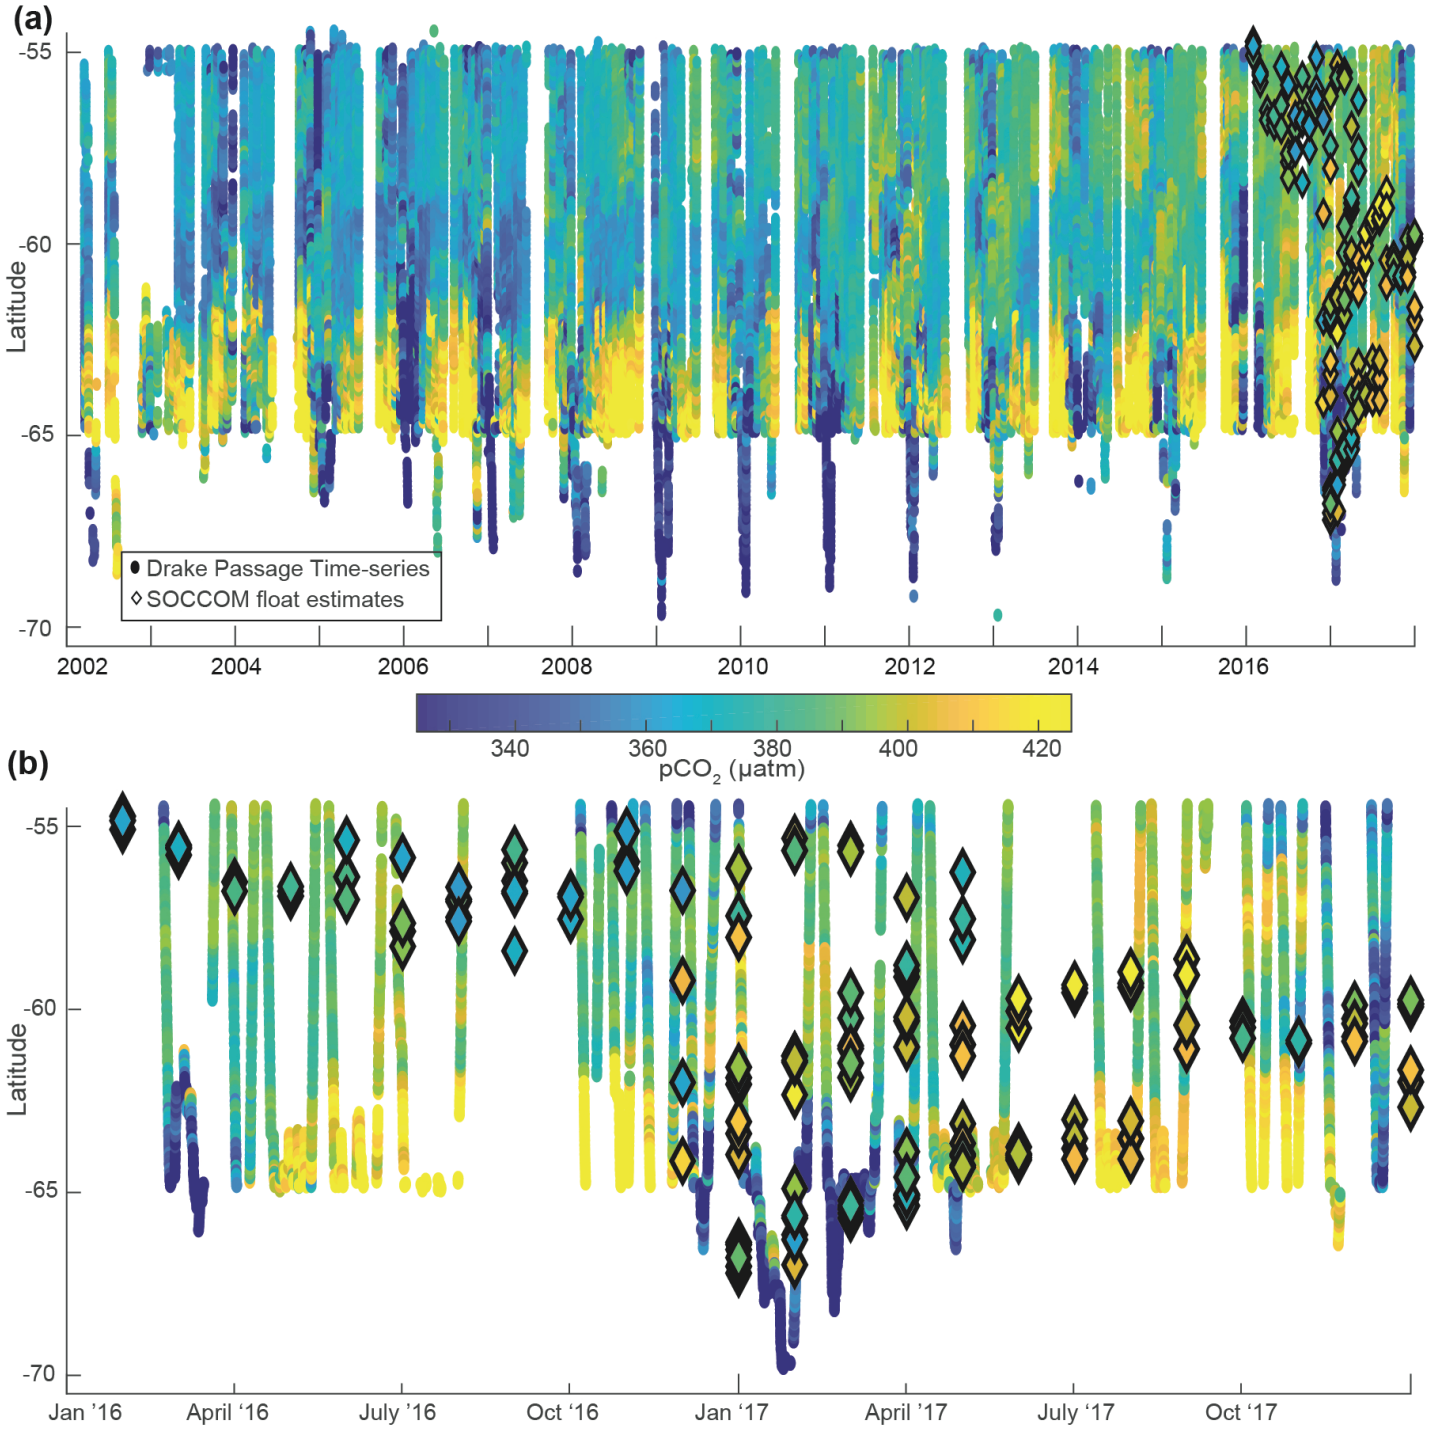 (a)
-55
-60
-65
-70
Latitude
Drake Passage Time-series
SOCCOM float estimates
2002 2004 2006 2008 2010 2012 2014 2016
340 360 380 400 420
pCO₂ (µatm)
(b)
-55
-60
-65
-70
Latitude
Jan ‘16 April ‘16 July ‘16 Oct ‘16 Jan ‘17 April ‘17 July ‘17 Oct ‘17